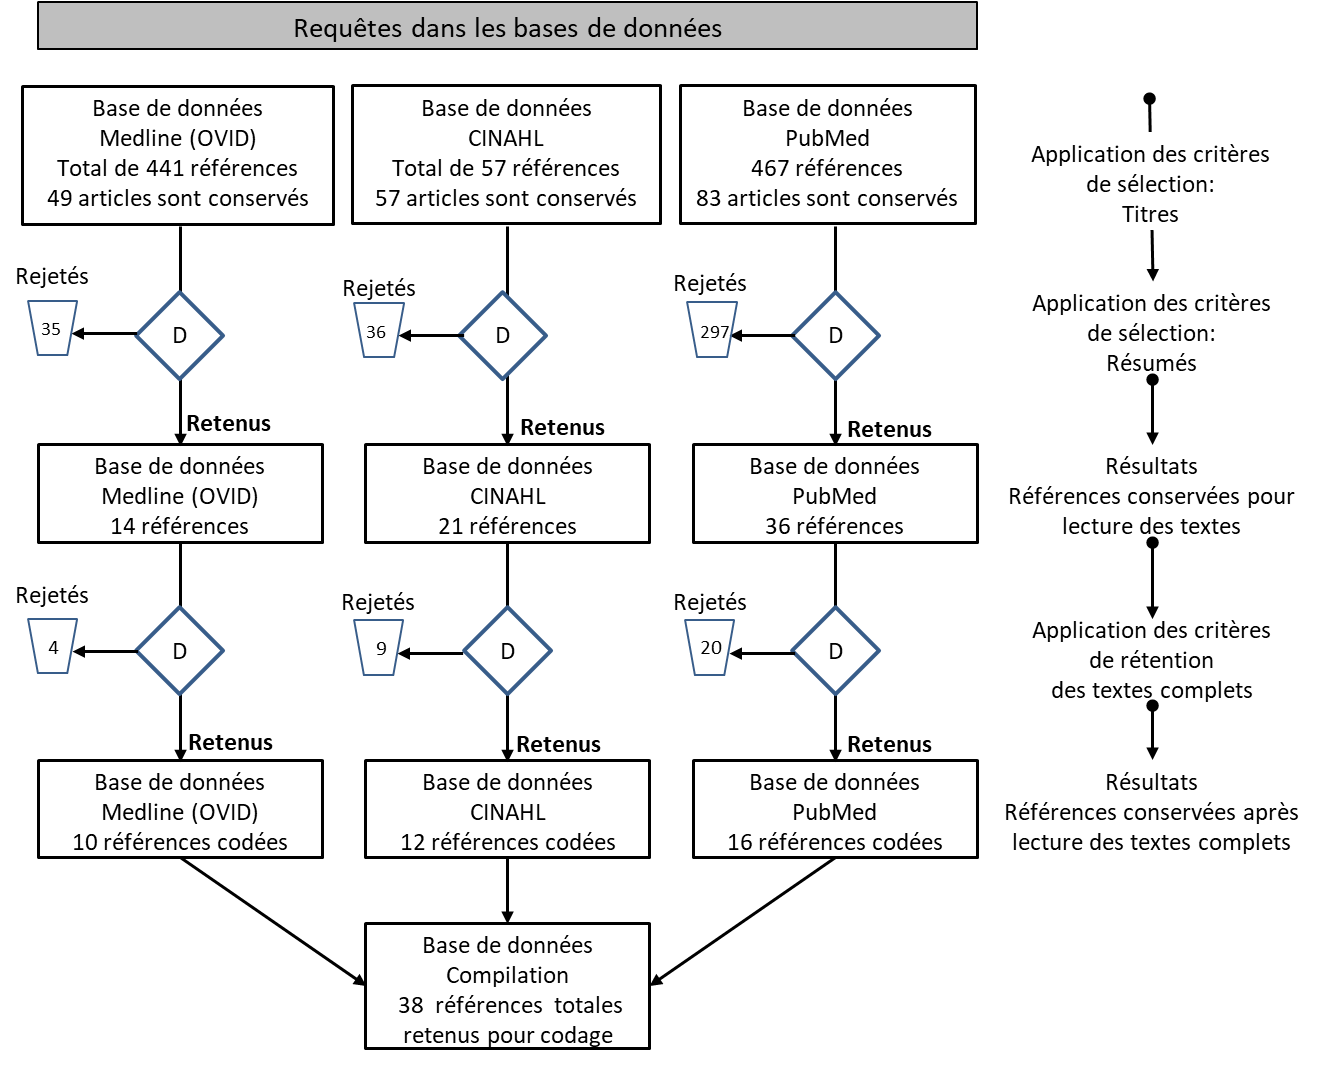 Requêtes dans les bases de données
Base de données
Medline (OVID)
Total de 441 références
49 articles sont conservés
Base de données
CINAHL
Total de 57 références
57 articles sont conservés
Base de données
PubMed
467 références
83 articles sont conservés
Application des critères
de sélection:
Titres
Rejetés
35
D
Rejetés
36
D
Rejetés
297
D
Application des critères
de sélection:
Résumés
Retenus
Retenus
Retenus
Base de données
Medline (OVID)
14 références
Base de données
CINAHL
21 références
Base de données
PubMed
36 références
Résultats
Références conservées pour
lecture des textes
Rejetés
4
D
Rejetés
9
D
Rejetés
20
D
Application des critères
de rétention
des textes complets
Retenus
Retenus
Retenus
Base de données
Medline (OVID)
10 références codées
Base de données
CINAHL
12 références codées
Base de données
PubMed
16 références codées
Résultats
Références conservées après
lecture des textes complets
Base de données
Compilation
38 références totales
retenus pour codage